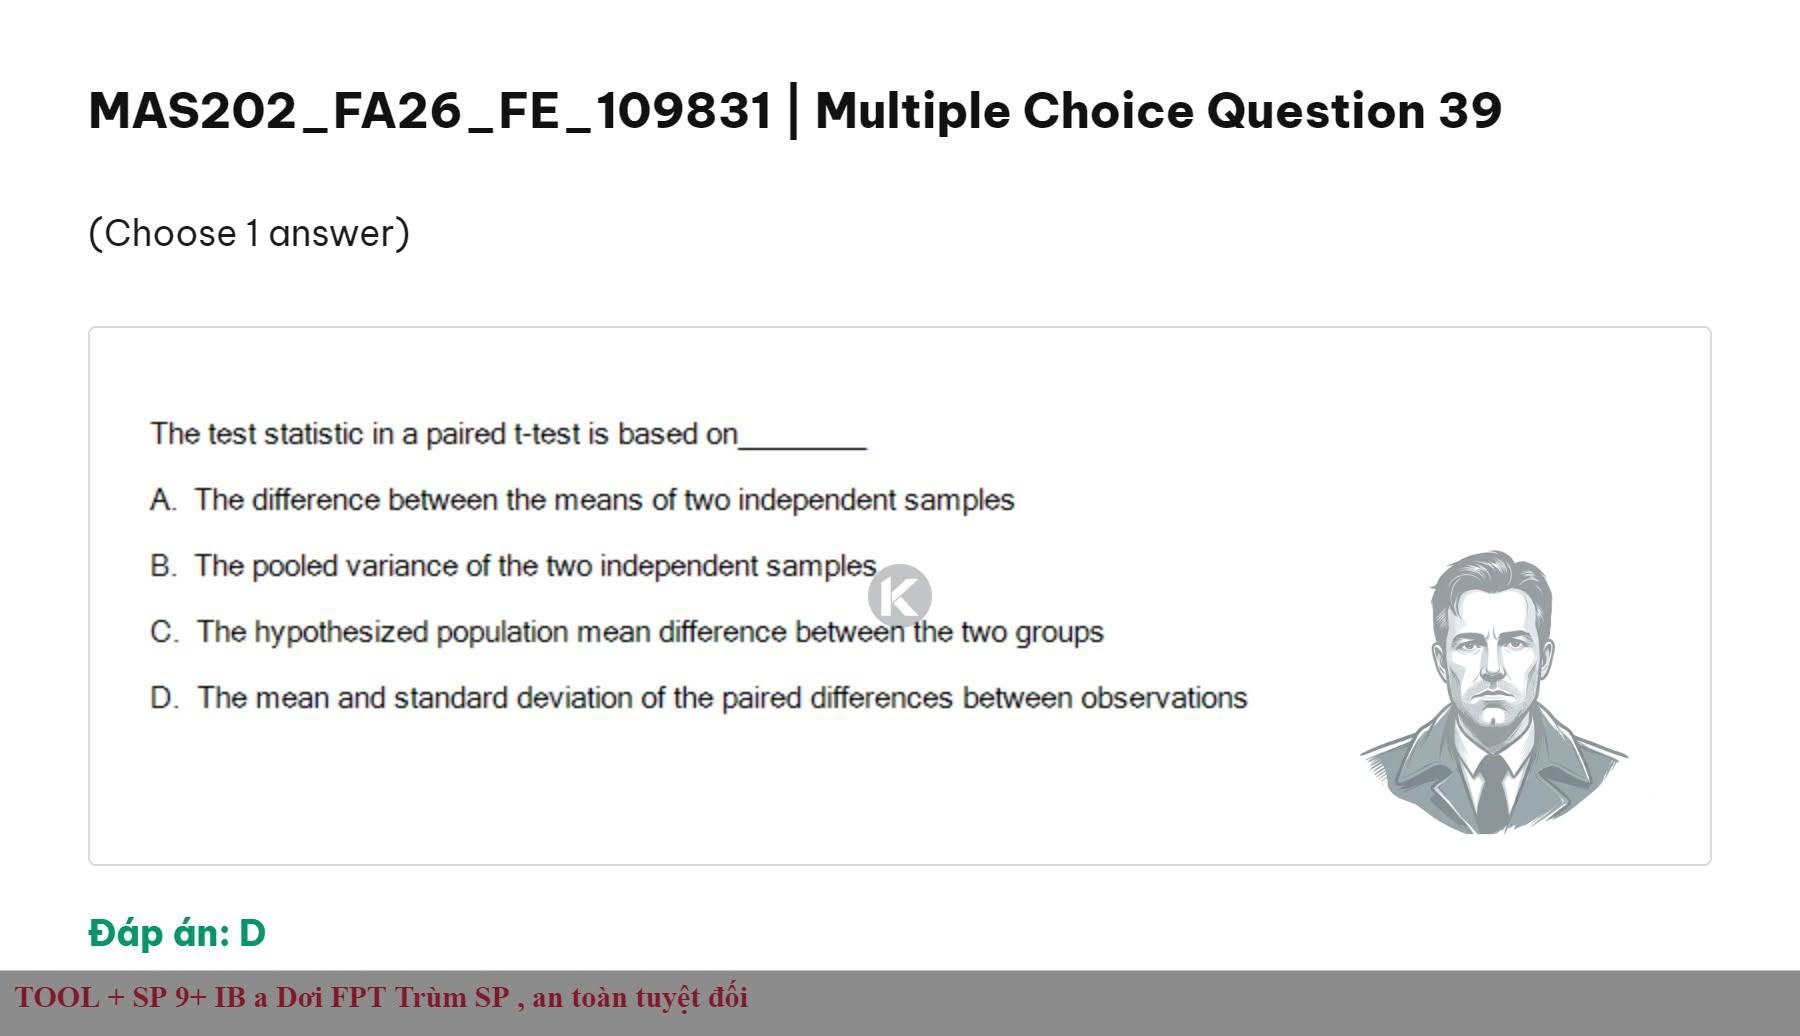 MAS202_FA26_FE_109831 | Multiple Choice Question 39
(Choose 1 answer)
The test statistic in a paired t-test is based on________
A. The difference between the means of two independent samples
B. The pooled variance of the two independent samples
K
C. The hypothesized population mean difference between the two groups
D. The mean and standard deviation of the paired differences between observations
Đáp án: D
TOOL + SP 9+ IB a Dơi FPT Trùm SP , an toàn tuyệt đối